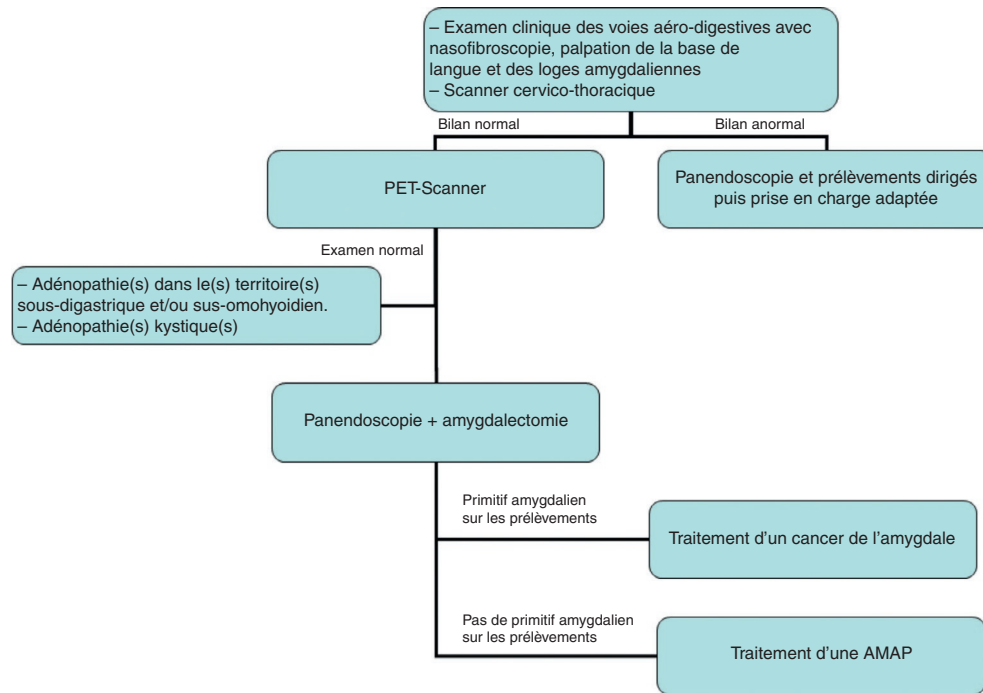 – Examen clinique des voies aéro-digestives avec
nasofibroscopie, palpation de la base de
langue et des loges amygdaliennes
– Scanner cervico-thoracique
Bilan normal
Bilan anormal
PET-Scanner
Panendoscopie et prélèvements dirigés
puis prise en charge adaptée
Examen normal
– Adénopathie(s) dans le(s) territoire(s)
sous-digastrique et/ou sus-omohyoidien.
– Adénopathie(s) kystique(s)
Panendoscopie + amygdalectomie
Primitif amygdalien
sur les prélèvements
Traitement d’un cancer de l’amygdale
Pas de primitif amygdalien
sur les prélèvements
Traitement d’une AMAP